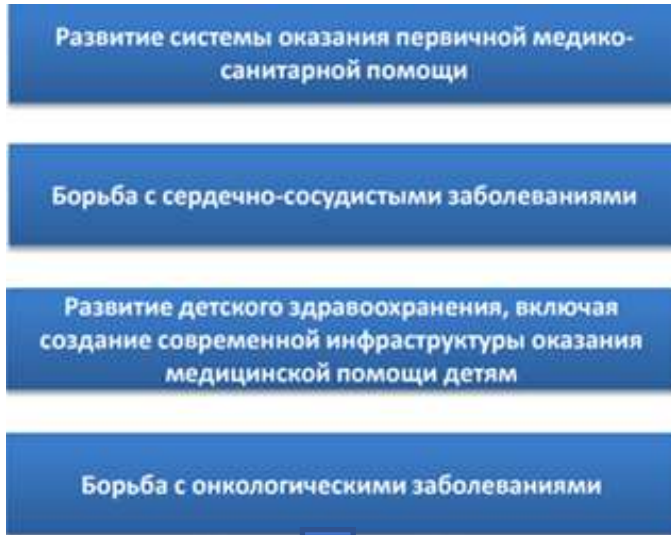 Развитие системы оказания первичной медико-
санитарной помощи
Борьба с сердечно-сосудистыми заболеваниями
Развитие детского здравоохранения, включая
создание современной инфраструктуры оказания
медицинской помощи детям
Борьба с онкологическими заболеваниями